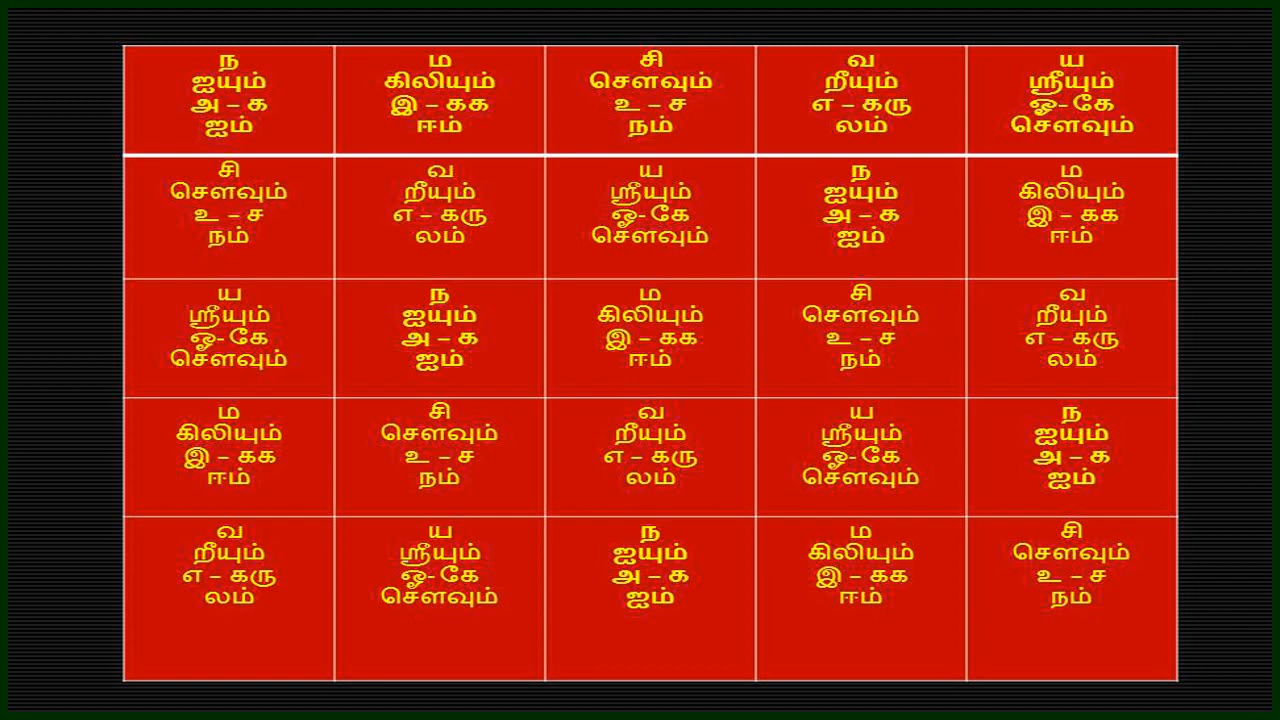 ந ம சி வ ய
ஐயும் கிலியும் சௌவும் றீயும் ஸ்ரீயும்
அ – க இ – கக உ – ச எ – கரு ஓ- கே
ஐம் ஈம் நம் லம் சௌவும்
சி வ ய ந ம
சௌவும் றீயும் ஸ்ரீயும் ஐயும் கிலியும்
உ – ச எ – கரு ஓ- கே அ – க இ – கக
நம் லம் சௌவும் ஐம் ஈம்
ய ந ம சி வ
ஸ்ரீயும் ஐயும் கிலியும் சௌவும் றீயும்
ஓ- கே அ – க இ – கக உ – ச எ – கரு
சௌவும் ஐம் ஈம் நம் லம்
ம சி வ ய ந
கிலியும் சௌவும் றீயும் ஸ்ரீயும் ஐயும்
இ – கக உ – ச எ – கரு ஓ- கே அ – க
ஈம் நம் லம் சௌவும் ஐம்
வ ய ந ம சி
றீயும் ஸ்ரீயும் ஐயும் கிலியும் சௌவும்
எ – கரு ஓ- கே அ – க இ – கக உ – ச
லம் சௌவும் ஐம் ஈம் நம்